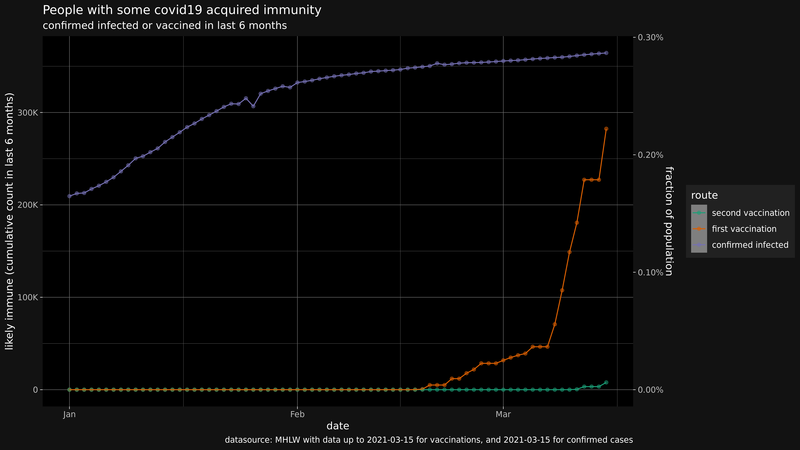 People with some covid19 acquired immunity
confirmed infected or vaccined in last 6 months
likely immune (cumulative count in last 6 months)
300K
200K
100K
0
0.30%
0.20%
0.10%
0.00%
fraction of population
route
second vaccination
first vaccination
confirmed infected
Jan
Feb
Mar
date
datasource: MHLW with data up to 2021-03-15 for vaccinations, and 2021-03-15 for confirmed cases